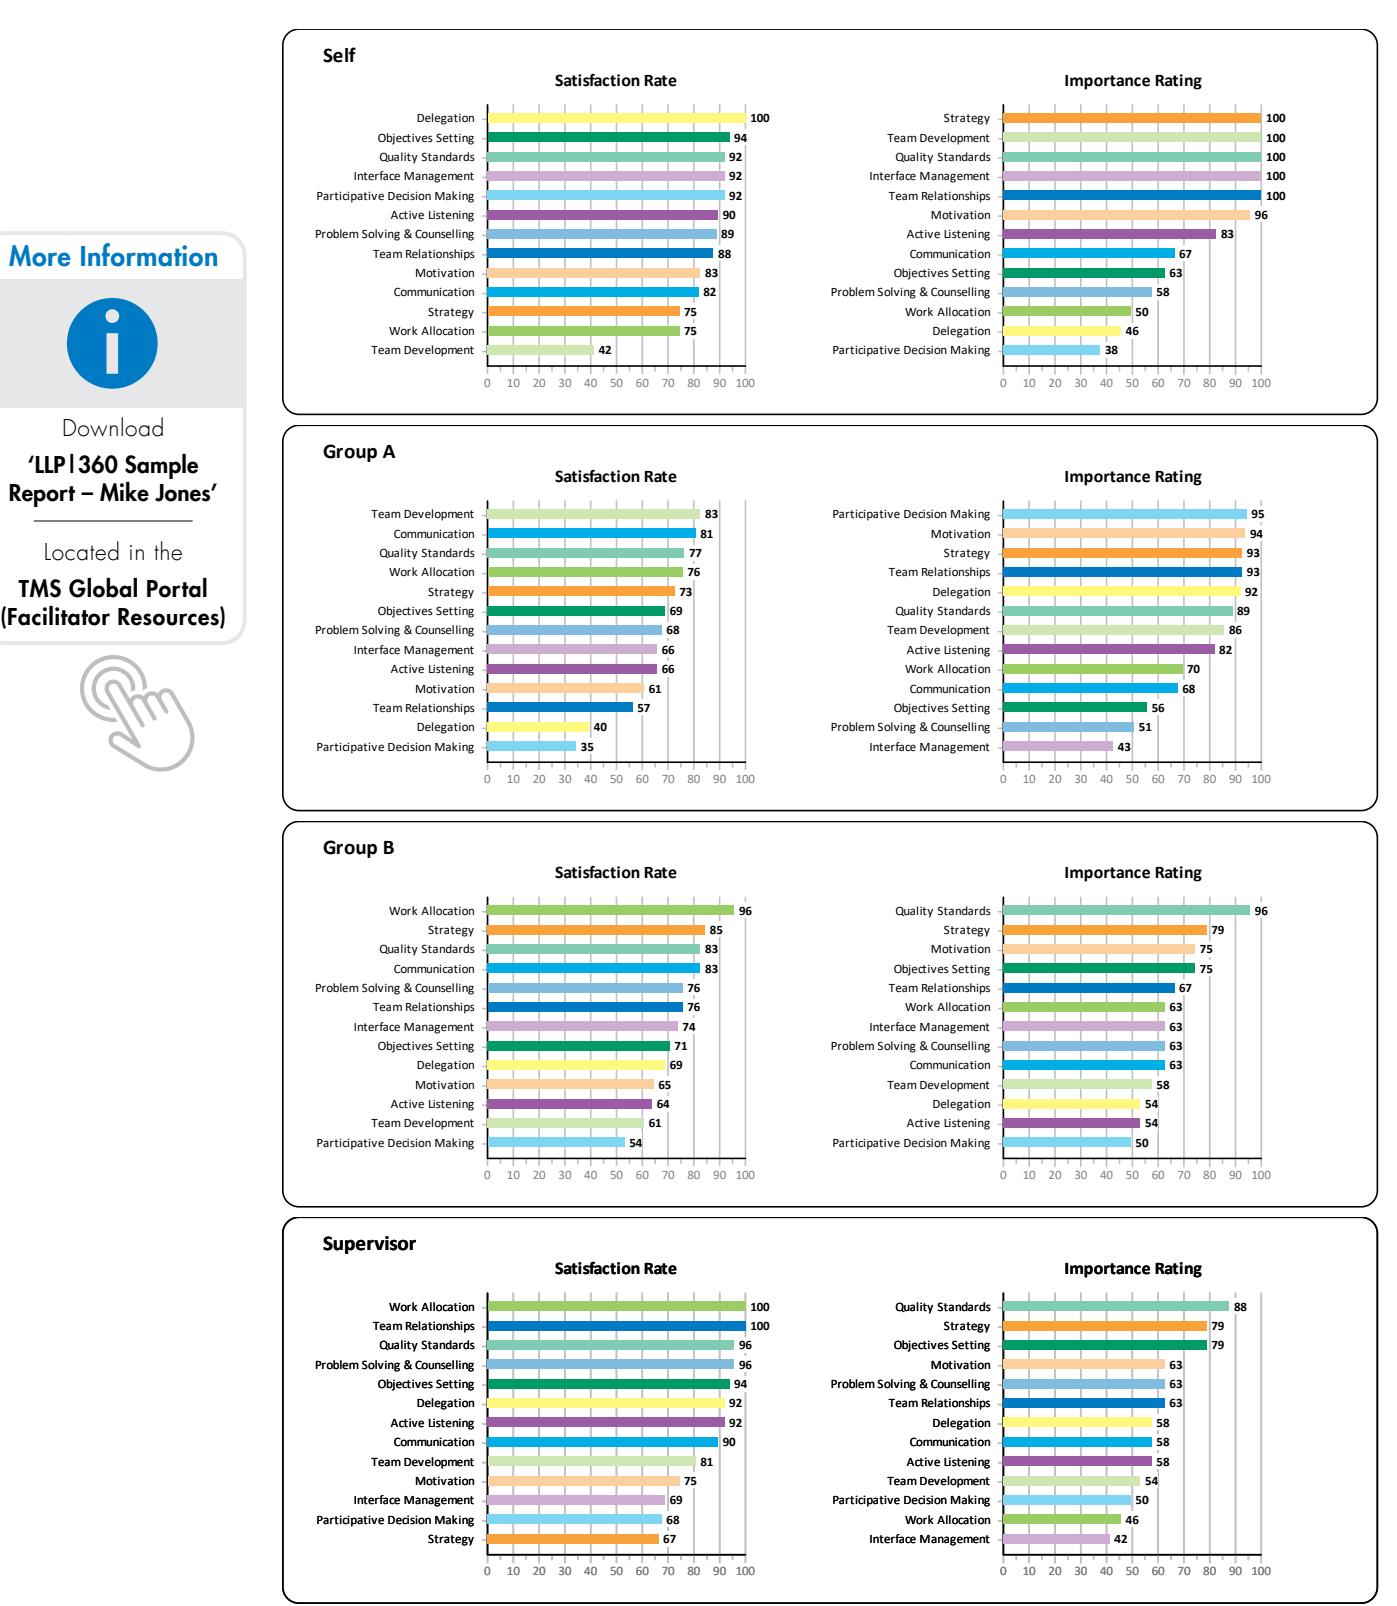 More Information
Download
‘LLP|360 Sample
Report – Mike Jones’
Located in the
TMS Global Portal
(Facilitator Resources)
Self
Satisfaction Rate
Delegation 100
Objectives Setting 94
Quality Standards 92
Interface Management 92
Participative Decision Making 92
Active Listening 90
Problem Solving & Counselling 89
Team Relationships 88
Motivation 83
Communication 82
Strategy 75
Work Allocation 75
Team Development 42
0 10 20 30 40 50 60 70 80 90 100
Importance Rating
Strategy 100
Team Development 100
Quality Standards 100
Interface Management 100
Team Relationships 100
Motivation 96
Active Listening 83
Communication 67
Objectives Setting 63
Problem Solving & Counselling 58
Work Allocation 50
Delegation 46
Participative Decision Making 38
0 10 20 30 40 50 60 70 80 90 100
Group A
Satisfaction Rate
Team Development 83
Communication 81
Quality Standards 77
Work Allocation 76
Strategy 73
Objectives Setting 69
Problem Solving & Counselling 68
Interface Management 66
Active Listening 66
Motivation 61
Team Relationships 57
Delegation 40
Participative Decision Making 35
0 10 20 30 40 50 60 70 80 90 100
Importance Rating
Participative Decision Making 95
Motivation 94
Strategy 93
Team Relationships 93
Delegation 92
Quality Standards 89
Team Development 86
Active Listening 82
Work Allocation 70
Communication 68
Objectives Setting 56
Problem Solving & Counselling 51
Interface Management 43
0 10 20 30 40 50 60 70 80 90 100
Group B
Satisfaction Rate
Work Allocation 96
Strategy 85
Quality Standards 83
Communication 83
Problem Solving & Counselling 76
Team Relationships 76
Interface Management 74
Objectives Setting 71
Delegation 69
Motivation 65
Active Listening 64
Team Development 61
Participative Decision Making 54
0 10 20 30 40 50 60 70 80 90 100
Importance Rating
Quality Standards 96
Strategy 79
Motivation 75
Objectives Setting 75
Team Relationships 67
Work Allocation 63
Interface Management 63
Problem Solving & Counselling 63
Communication 63
Team Development 58
Delegation 54
Active Listening 54
Participative Decision Making 50
0 10 20 30 40 50 60 70 80 90 100
Supervisor
Satisfaction Rate
Work Allocation 100
Team Relationships 100
Quality Standards 96
Problem Solving & Counselling 96
Objectives Setting 94
Delegation 92
Active Listening 92
Communication 90
Team Development 81
Motivation 75
Interface Management 69
Participative Decision Making 68
Strategy 67
0 10 20 30 40 50 60 70 80 90 100
Importance Rating
Quality Standards 88
Strategy 79
Objectives Setting 79
Motivation 63
Problem Solving & Counselling 63
Team Relationships 63
Delegation 58
Communication 58
Active Listening 58
Team Development 54
Participative Decision Making 50
Work Allocation 46
Interface Management 42
0 10 20 30 40 50 60 70 80 90 100